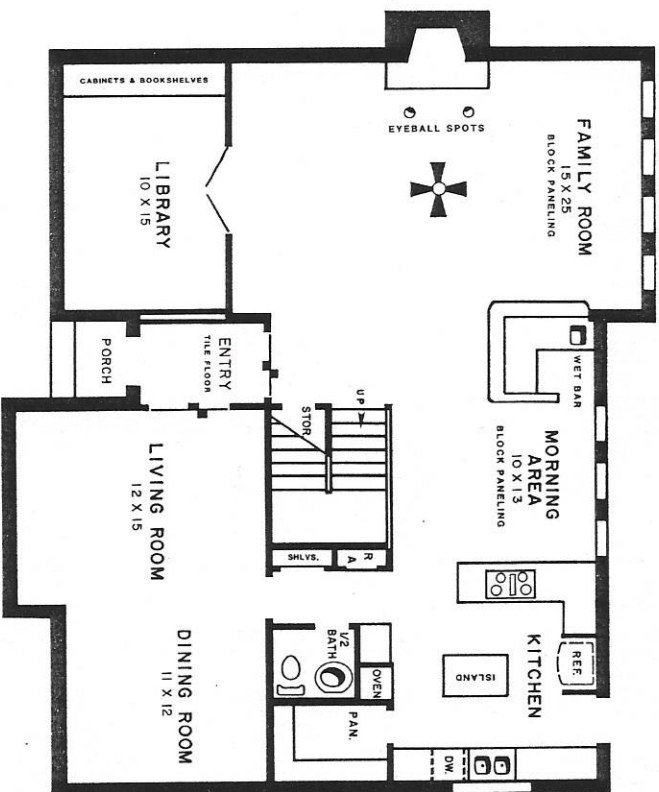 CABINETS & BOOKSHELVES
EYEBALL SPOTS
FAMILY ROOM
15 X 25
BLOCK PANELING
LIBRARY
10 X 15
PORCH
ENTRY
TILE FLOOR
WET BAR
UP
STOR.
MORNING
AREA
10 X 13
BLOCK PANELING
LIVING ROOM
12 X 15
SHLVS.
R
A
1/2
BATH
KITCHEN
REF.
ISLAND
OVEN
DINING ROOM
11 X 12
PAN.
DW.